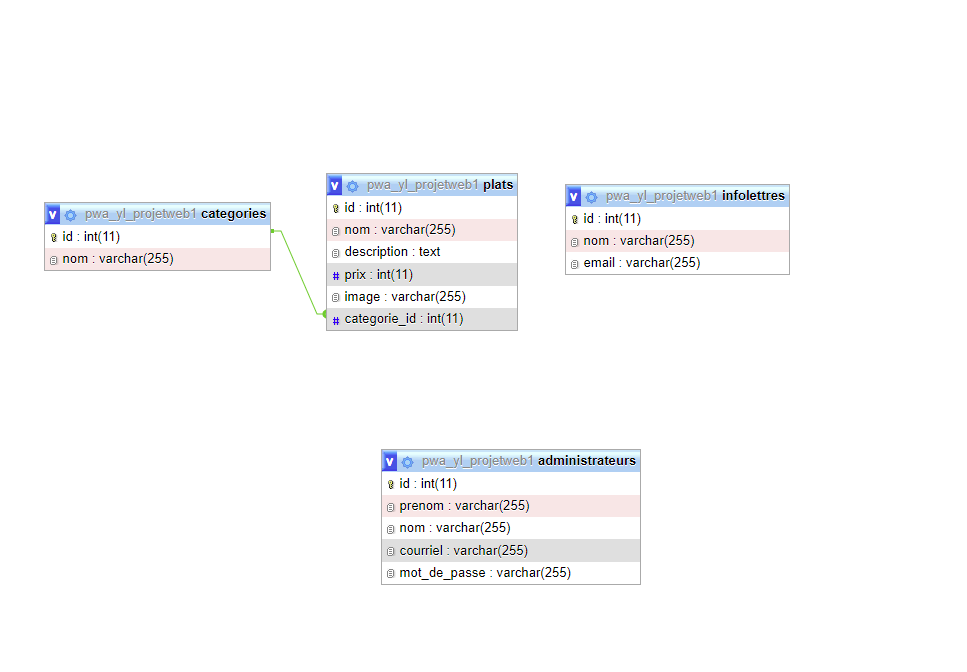 v pwa_yl_projetweb1 categories
id : int(11)
nom : varchar(255)
v pwa_yl_projetweb1 plats
id : int(11)
nom : varchar(255)
description : text
# prix : int(11)
image : varchar(255)
# categorie_id : int(11)
v pwa_yl_projetweb1 infolettres
id : int(11)
nom : varchar(255)
email : varchar(255)
v pwa_yl_projetweb1 administrateurs
id : int(11)
prenom : varchar(255)
nom : varchar(255)
courriel : varchar(255)
mot_de_passe : varchar(255)